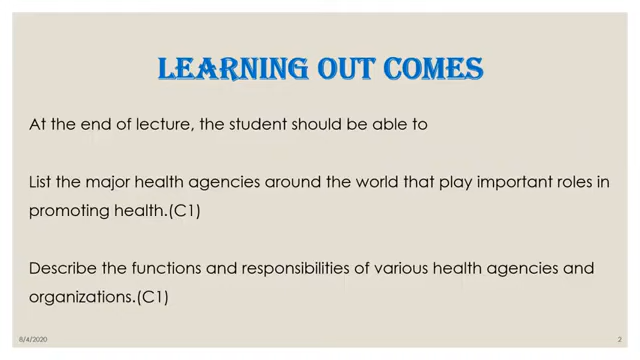 LEARNING OUT COMES
At the end of lecture, the student should be able to
List the major health agencies around the world that play important roles in
promoting health.(C1)
Describe the functions and responsibilities of various health agencies and
organizations.(C1)
8/4/2020
2